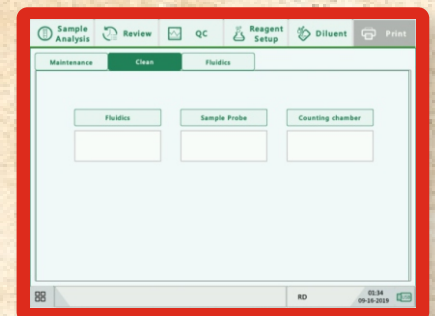 Sample Analysis Review QC Reagent Setup Diluent Print
Maintenance Clean Fluidics
Fluidics Sample Probe Counting chamber
RD 01:34
09-16-2019